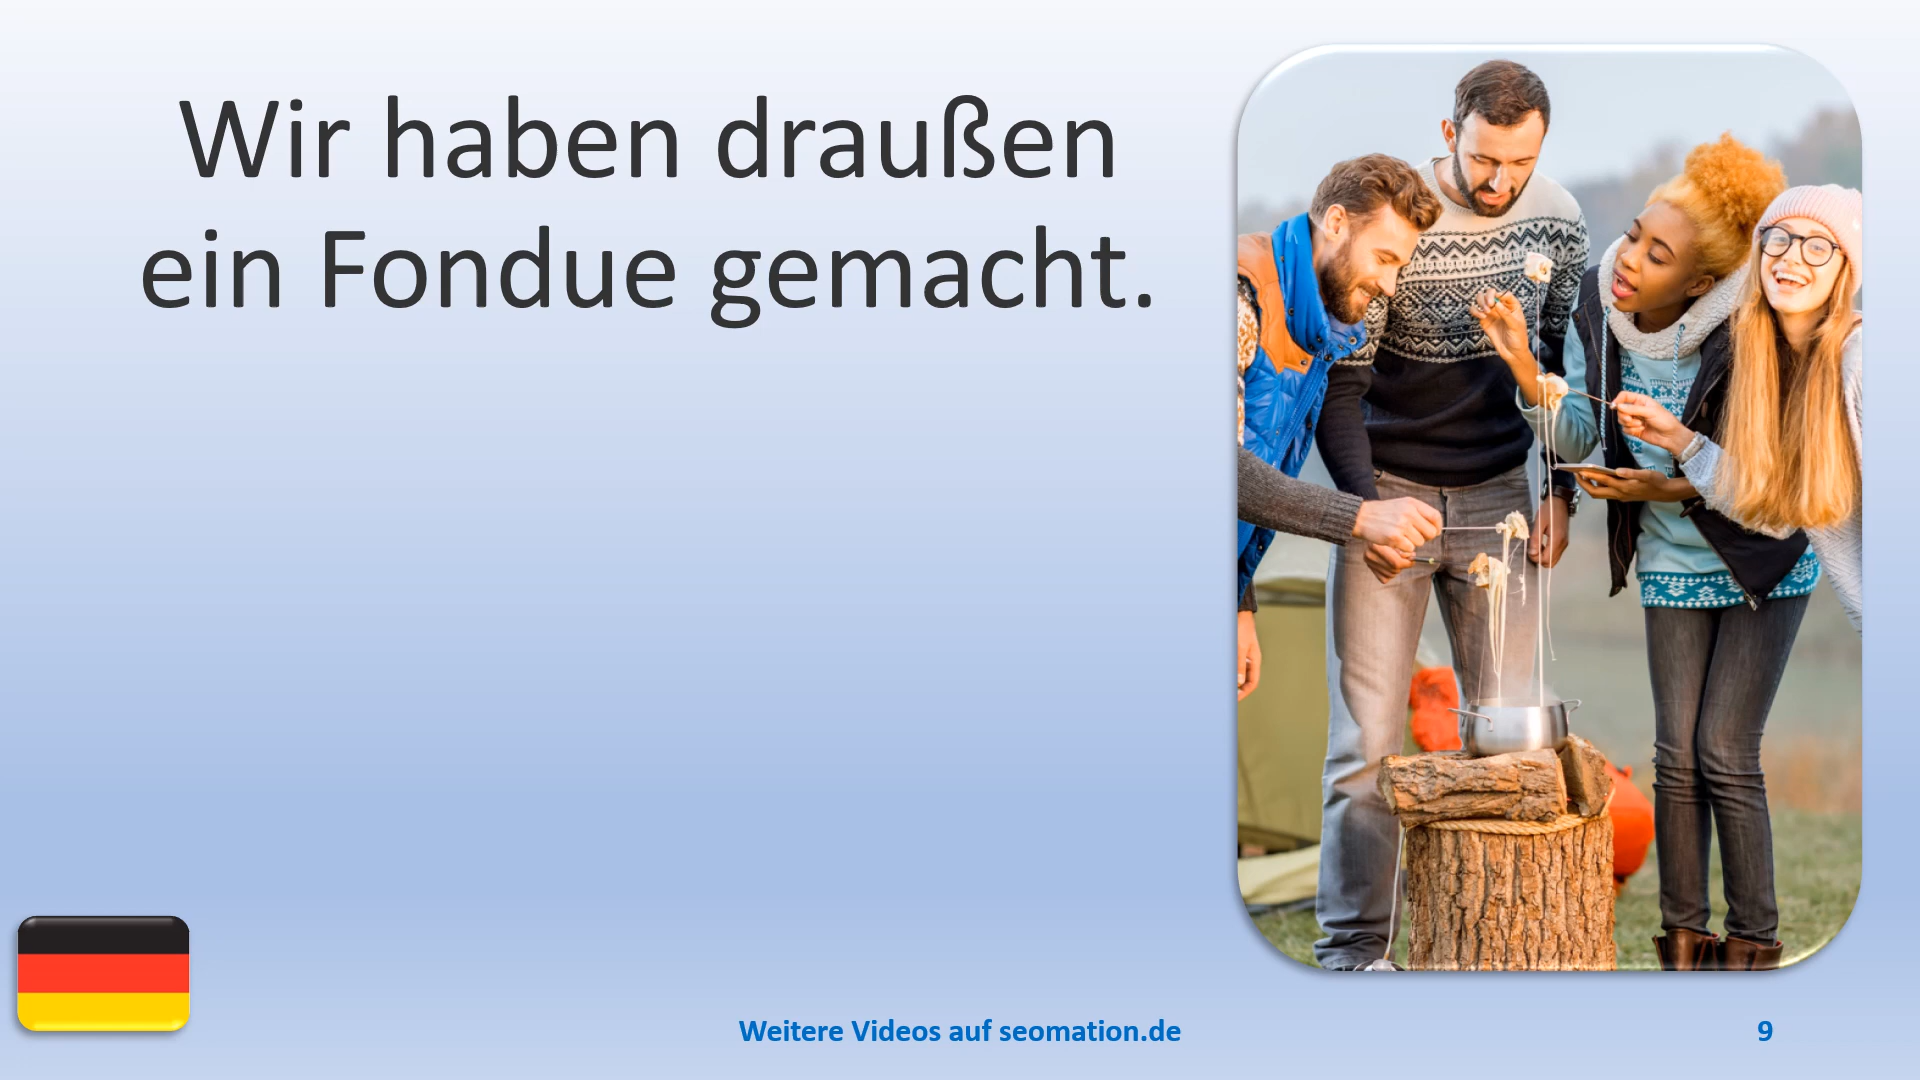 Wir haben draußen
ein Fondue gemacht.
Weitere Videos auf seomation.de
9